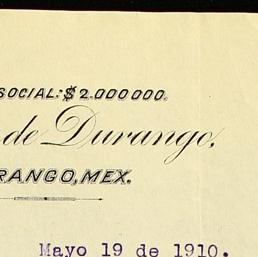 SOCIAL: $2.000000.
de Durango,
RANGO, MEX.
Mayo 19 de 1910.